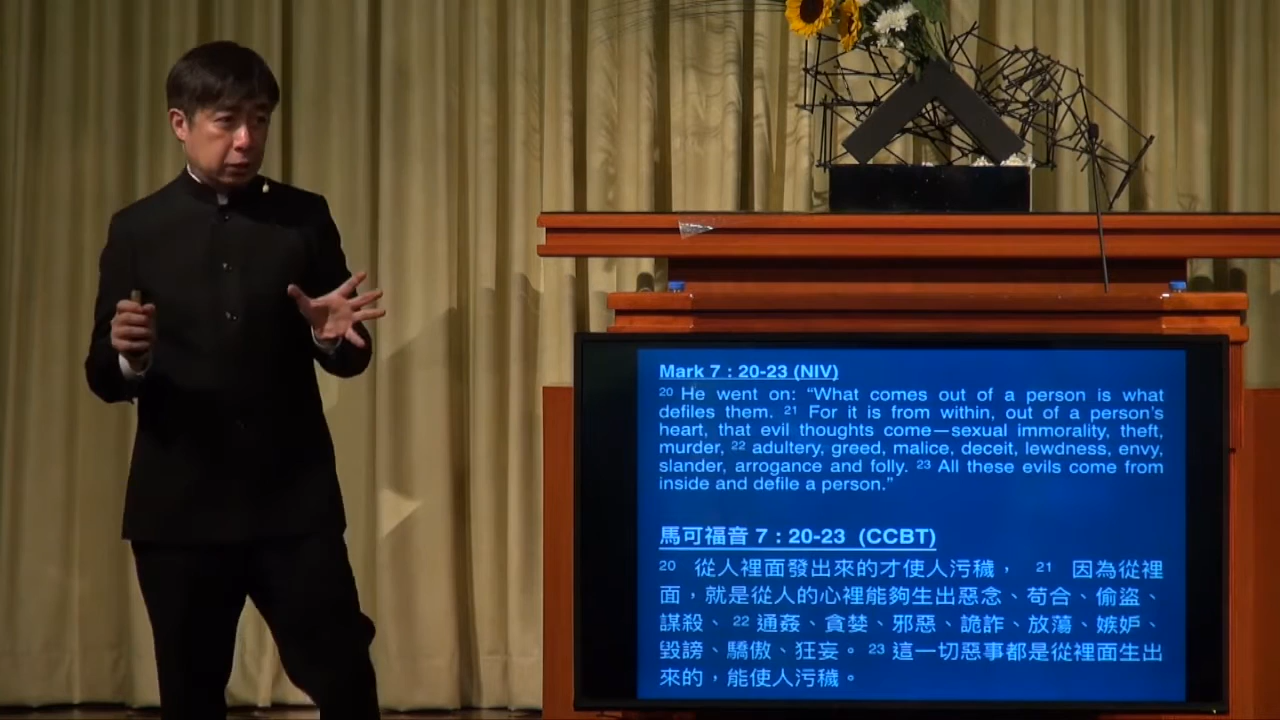 Mark 7 : 20-23 (NIV)
20 He went on: “What comes out of a person is what
defiles them. 21 For it is from within, out of a person’s
heart, that evil thoughts come—sexual immorality, theft,
murder, 22 adultery, greed, malice, deceit, lewdness, envy,
slander, arrogance and folly. 23 All these evils come from
inside and defile a person.”
馬可福音 7 : 20-23 (CCBT)
20 從人裡面發出來的才使人污穢， 21 因為從裡
面，就是從人的心裡能夠生出惡念、苟合、偷盜、
謀殺、22 通姦、貪婪、邪惡、詭詐、放蕩、嫉妒、
毀謗、驕傲、狂妄。23 這一切惡事都是從裡面生出
來的，能使人污穢。